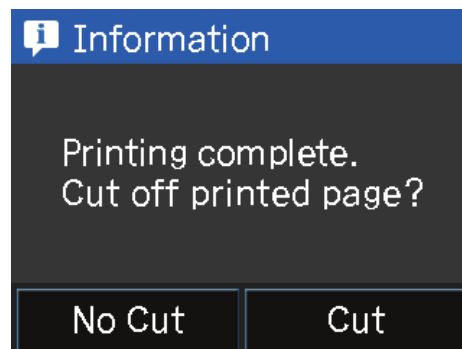 Information
Printing complete.
Cut off printed page?
No Cut
Cut